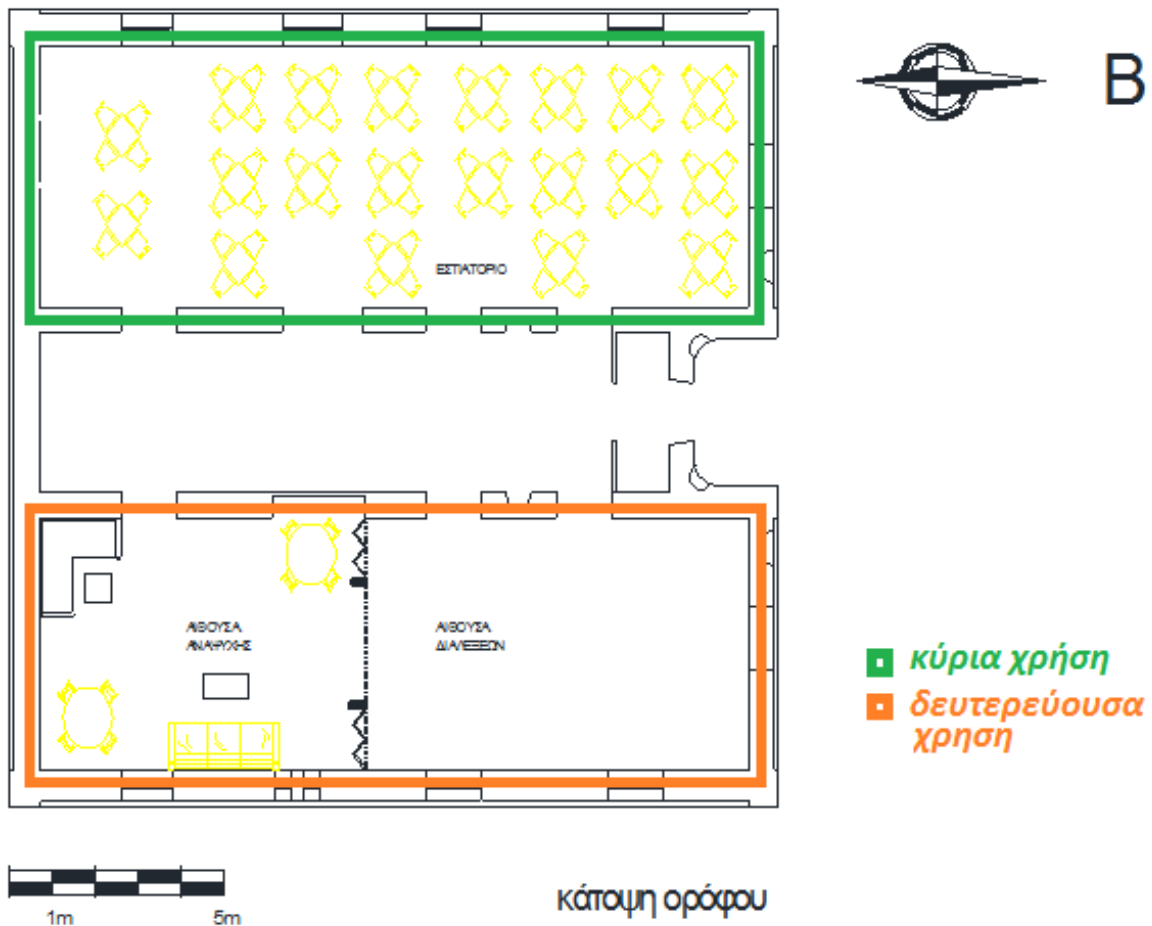 Β
ΕΣΤΙΑΤΟΡΙΟ
ΑΙΘΟΥΣΑ
ΑΝΑΨΥΧΗΣ
ΑΙΘΟΥΣΑ
ΔΙΑΛΕΞΕΩΝ
κύρια χρήση
δευτερεύουσα
χρηση
1m
5m
κάτοψη ορόφου